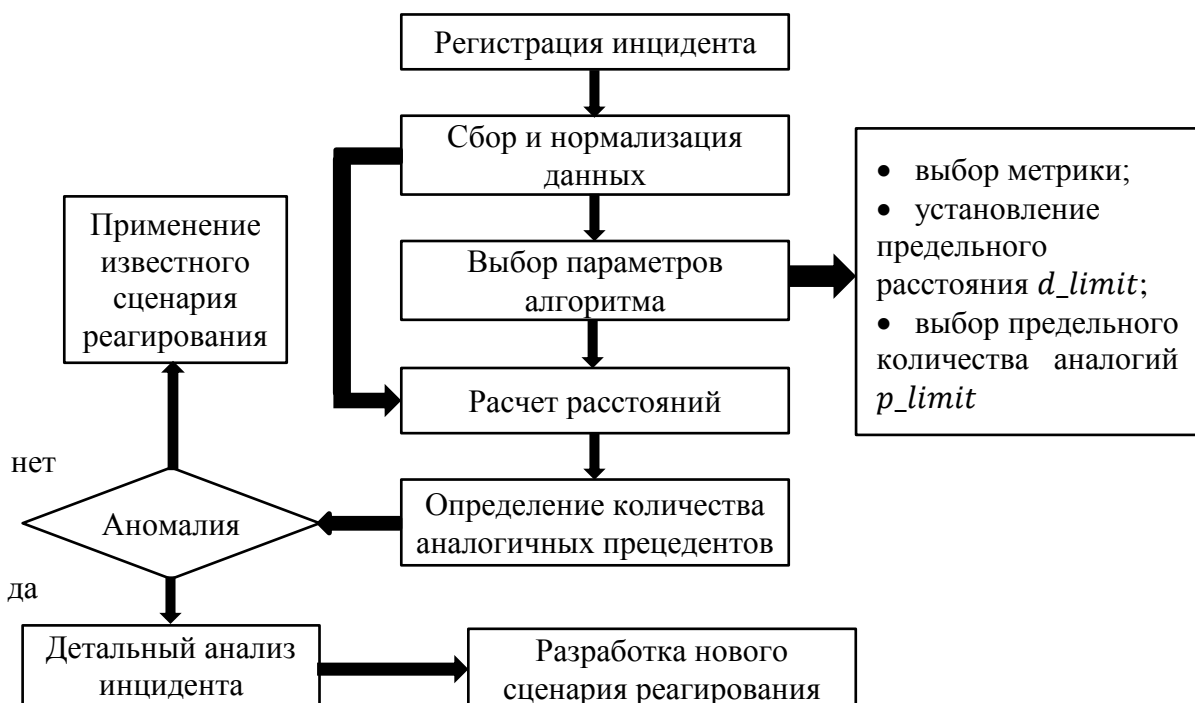 Регистрация инцидента
Сбор и нормализация
данных
• выбор метрики;
• установление
предельного
расстояния d_limit;
• выбор предельного
количества аналогий
p_limit
Применение
известного
сценария
реагирования
Выбор параметров
алгоритма
Расчет расстояний
нет
Аномалия
Определение количества
аналогичных прецедентов
да
Детальный анализ
инцидента
Разработка нового
сценария реагирования